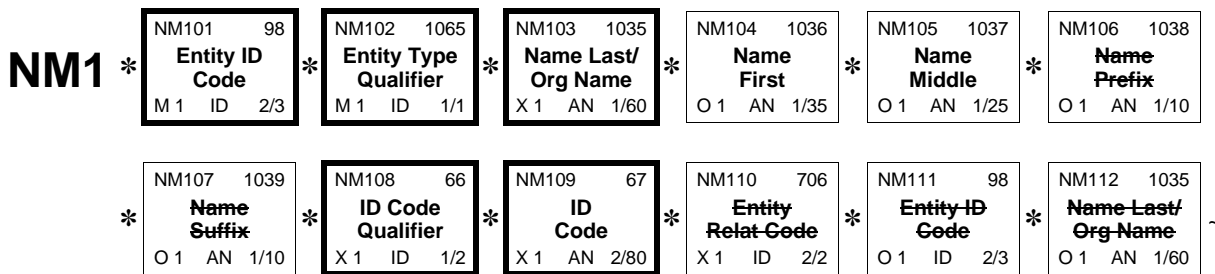 NM1 * NM101 98 * NM102 1065 * NM103 1035 * NM104 1036 * NM105 1037 * NM106 1038
Entity ID Entity Type Name Last/ Name Name Name
Code Qualifier Org Name First Middle Prefix
M 1 ID 2/3 M 1 ID 1/1 X 1 AN 1/60 O 1 AN 1/35 O 1 AN 1/25 O 1 AN 1/10
* NM107 1039 * NM108 66 * NM109 67 * NM110 706 * NM111 98 * NM112 1035 ~
Name ID Code ID Entity Entity ID Name Last/
Suffix Qualifier Code Relat Code Code Org Name
O 1 AN 1/10 X 1 ID 1/2 X 1 AN 2/80 X 1 ID 2/2 O 1 ID 2/3 O 1 AN 1/60